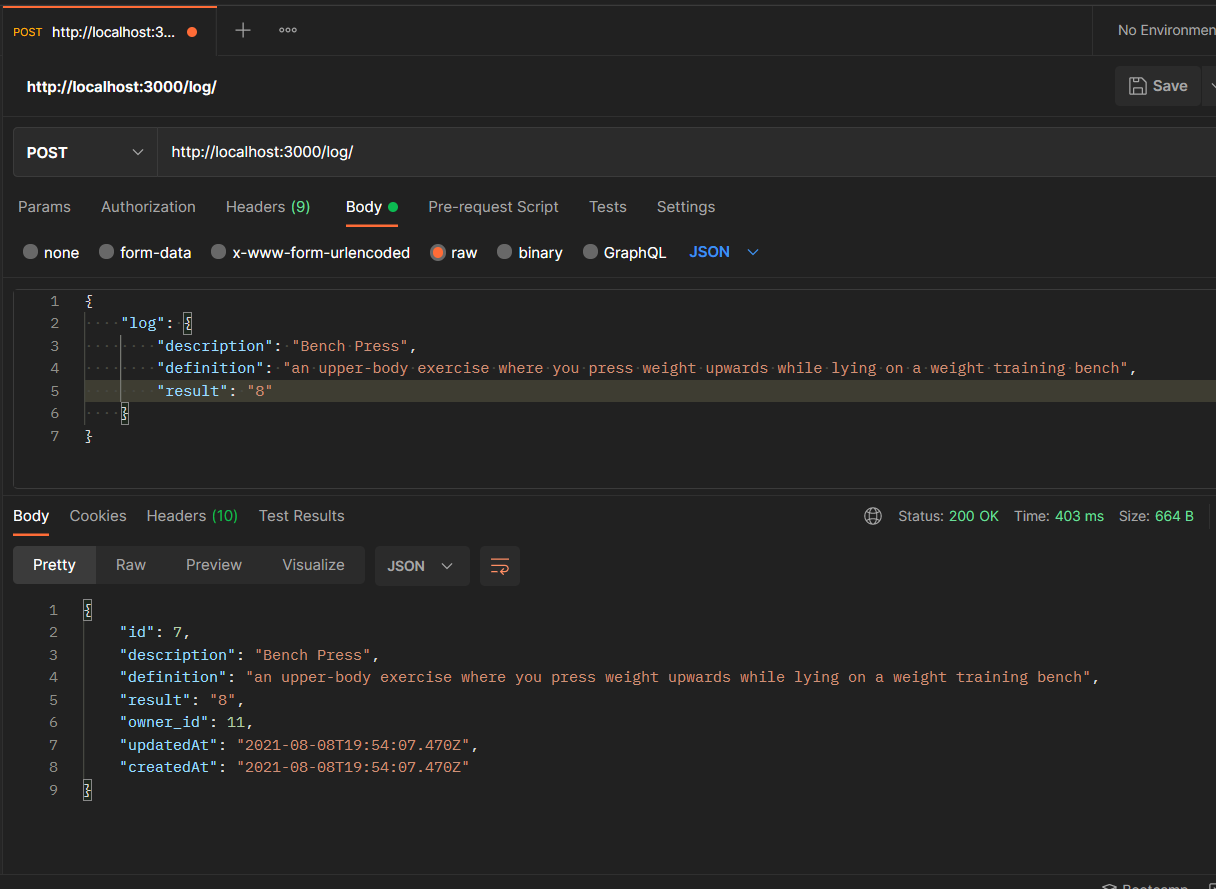 POST http://localhost:3...
No Environmen
http://localhost:3000/log/
Save
POST http://localhost:3000/log/
Params Authorization Headers (9) Body Pre-request Script Tests Settings
none form-data x-www-form-urlencoded raw binary GraphQL JSON
1 {
2 "log": {
3 "description": "Bench Press",
4 "definition": "an upper-body exercise where you press weight upwards while lying on a weight training bench",
5 "result": "8"
6 }
7 }
Body Cookies Headers (10) Test Results Status: 200 OK Time: 403 ms Size: 664 B
Pretty Raw Preview Visualize JSON
1 {
2 "id": 7,
3 "description": "Bench Press",
4 "definition": "an upper-body exercise where you press weight upwards while lying on a weight training bench",
5 "result": "8",
6 "owner_id": 11,
7 "updatedAt": "2021-08-08T19:54:07.470Z",
8 "createdAt": "2021-08-08T19:54:07.470Z"
9 }
Bootcamp